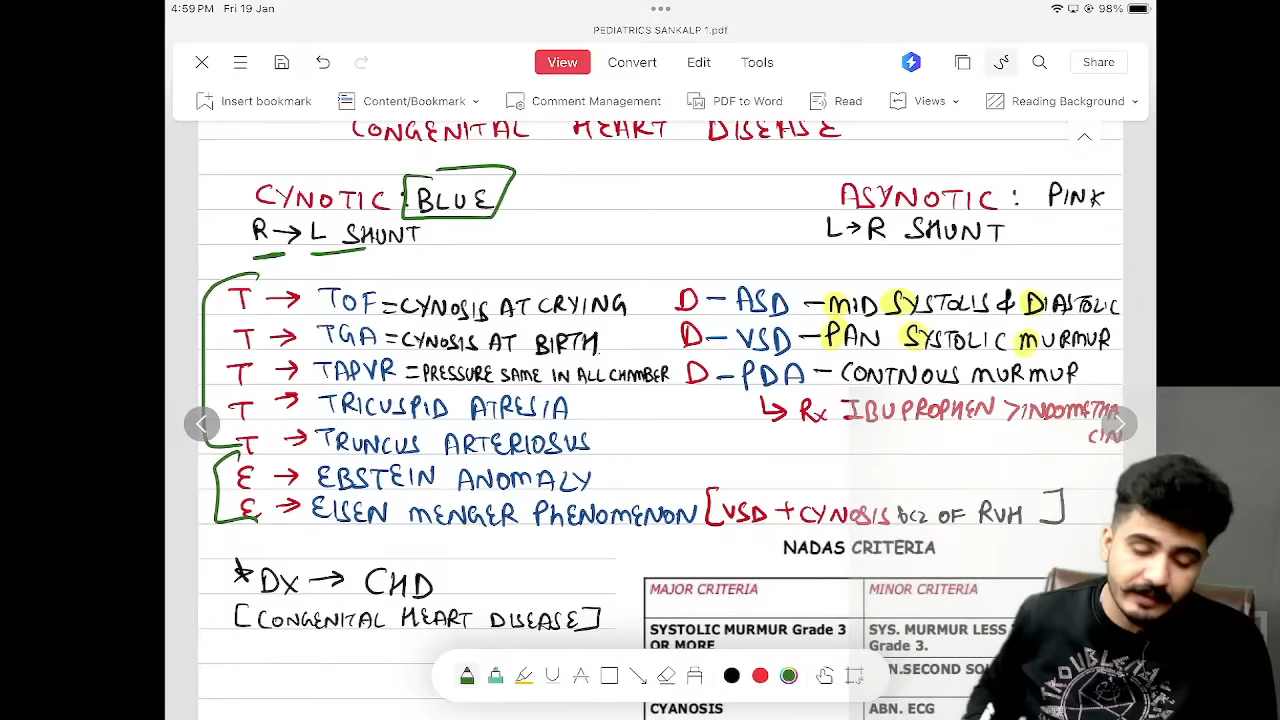 4:59 PM Fri 19 Jan
98%
PEDIATRICS SANKALP 1.pdf
View Convert Edit Tools Share
Insert bookmark Content/Bookmark Comment Management PDF to Word Read Views Reading Background
CONGENITAL HEART DISEASE
CYNOTIC : BLUE
ASYNOTIC : PINK
R → L SHUNT
L → R SHUNT
T → TOF = CYNOSIS AT CRYING
D - ASD - MID SYSTOLIS & DIASTOLIC
T → TGA = CYNOSIS AT BIRTH
D - VSD - PAN SYSTOLIC MURMUR
T → TAPVR = PRESSURE SAME IN ALL CHAMBER
D - PDA - CONTNOUS MURMUR
T → TRICUSPID ATRESIA
↳ Rx IBUPROPHEN > INDOMETHA
CIN
T → TRUNCUS ARTERIOSUS
E → EBSTEIN ANOMALY
E → EISEN MENGER PHENOMENON [VSD + CYNOSIS bcz OF RVH ]
NADAS CRITERIA
* Dx → CHD
[CONGENITAL HEART DISEASE]
MAJOR CRITERIA
MINOR CRITERIA
SYSTOLIC MURMUR Grade 3
OR MORE
SYS. MURMUR LESS
Grade 3.
CYANOSIS
ABN. ECG